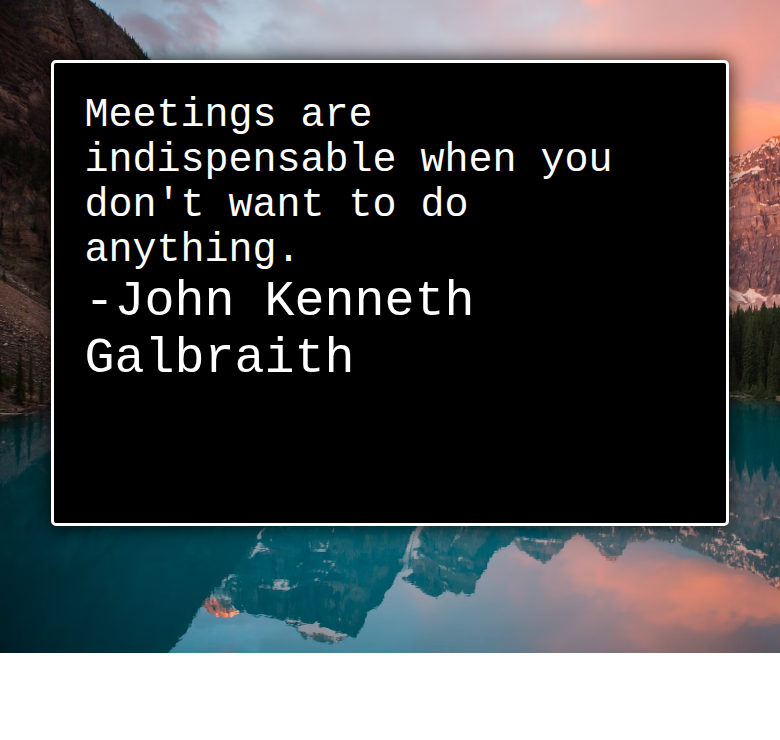 Meetings are
indispensable when you
don't want to do
anything.
-John Kenneth
Galbraith